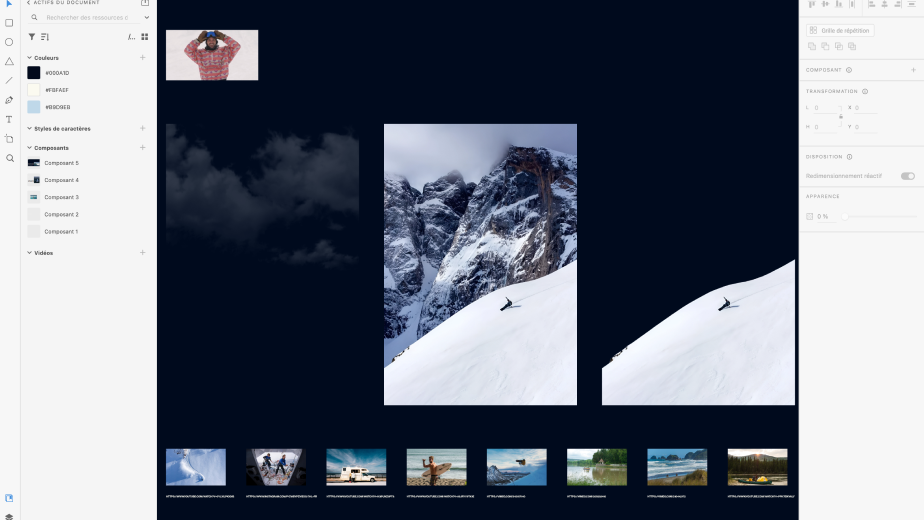 ACTIFS DU DOCUMENT
Rechercher des ressources d
Couleurs
#000A1D
#FBFAEF
#B9D9EB
Styles de caractères
Composants
Composant 5
Composant 4
Composant 3
Composant 2
Composant 1
Vidéos
Grille de répétition
COMPOSANT
TRANSFORMATION
L 0 X 0
H 0 Y 0
DISPOSITION
Redimensionnement réactif
APPARENCE
0 %